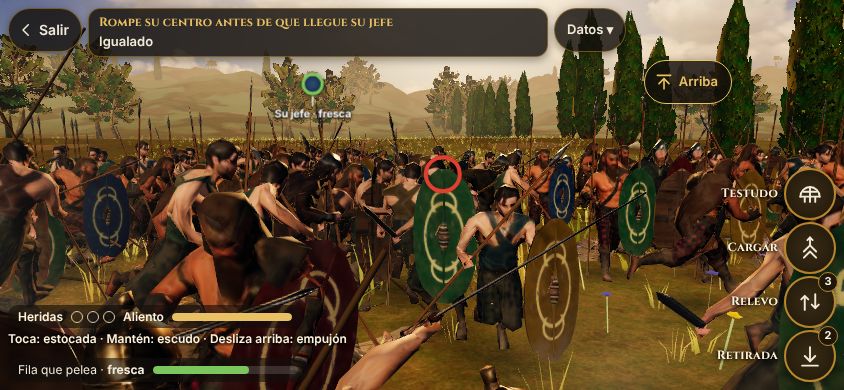 Salir
ROMPE SU CENTRO ANTES DE QUE LLEGUE SU JEFE
Igualado
Datos ▾
Arriba
Su jefe · fresca
TESTUDO
CARGAR
3
RELEVO
2
RETIRADA
Heridas Aliento
Toca: estocada · Mantén: escudo · Desliza arriba: empujón
Fila que pelea · fresca